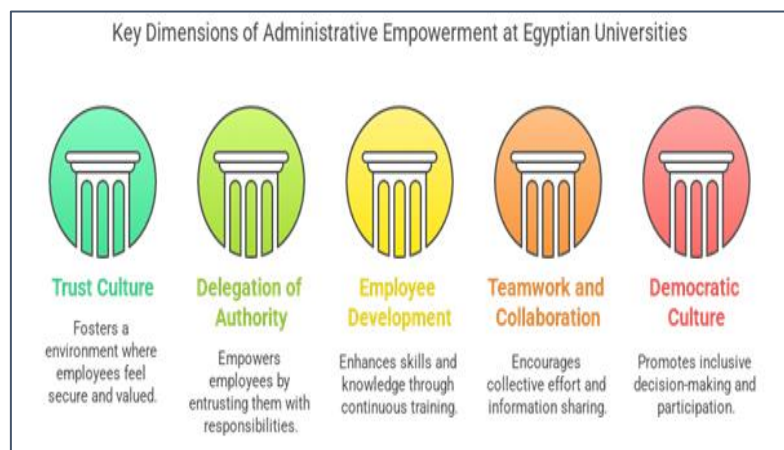 Key Dimensions of Administrative Empowerment at Egyptian Universities
Trust Culture
Fosters a
environment where
employees feel
secure and valued.
Delegation of
Authority
Empowers
employees by
entrusting them with
responsibilities.
Employee
Development
Enhances skills and
knowledge through
continuous training.
Teamwork and
Collaboration
Encourages
collective effort and
information sharing.
Democratic
Culture
Promotes inclusive
decision-making and
participation.